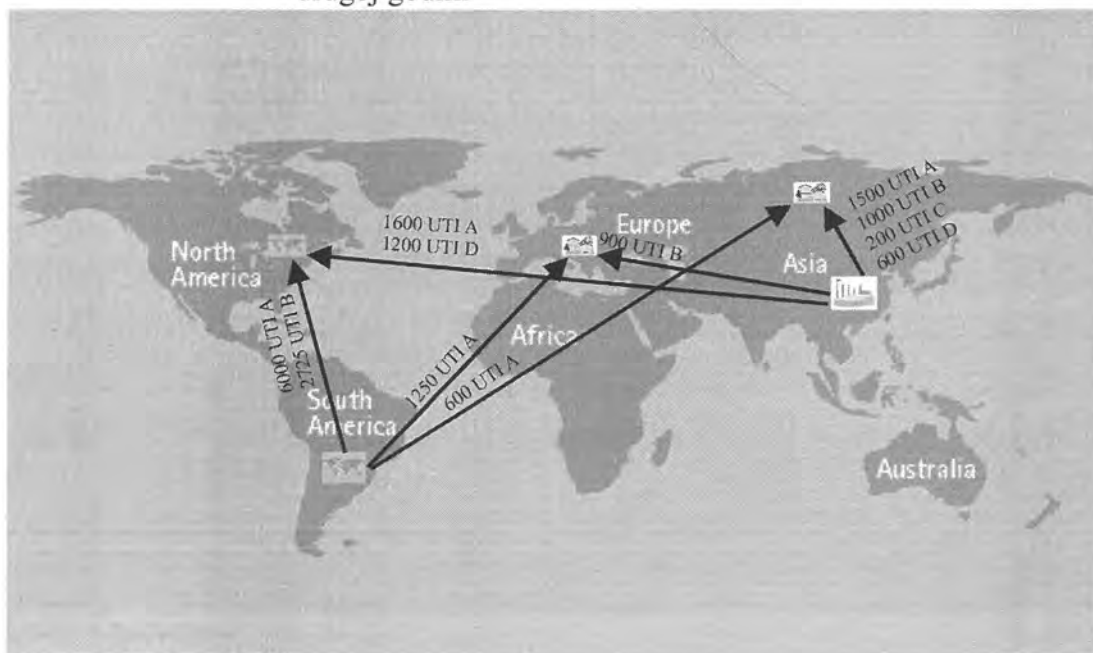 1600 UTI A
1200 UTI D
North
America
Europe
900 UTI B
1500 UTI A
1000 UTI B
200 UTI C
600 UTI D
Asia
6000 UTI A
2725 UTI B
Africa
1250 UTI A
600 UTI A
South
America
Australia